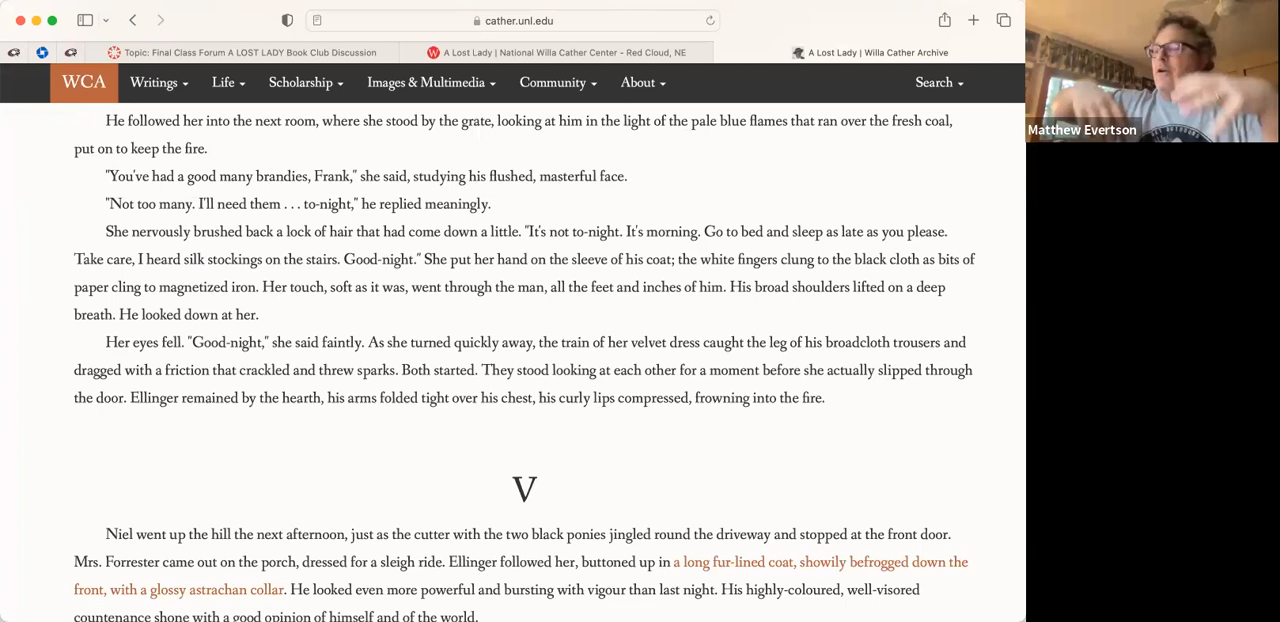 cather.unl.edu
Topic: Final Class Forum A LOST LADY Book Club Discussion
A Lost Lady | National Willa Cather Center - Red Cloud, NE
A Lost Lady | Willa Cather Archive
WCA Writings Life Scholarship Images & Multimedia Community About Search
Matthew Evertson
He followed her into the next room, where she stood by the grate, looking at him in the light of the pale blue flames that ran over the fresh coal,
put on to keep the fire.
"You've had a good many brandies, Frank," she said, studying his flushed, masterful face.
"Not too many. I'll need them . . . to-night," he replied meaningly.
She nervously brushed back a lock of hair that had come down a little. "It's not to-night. It's morning. Go to bed and sleep as late as you please.
Take care, I heard silk stockings on the stairs. Good-night." She put her hand on the sleeve of his coat; the white fingers clung to the black cloth as bits of
paper cling to magnetized iron. Her touch, soft as it was, went through the man, all the feet and inches of him. His broad shoulders lifted on a deep
breath. He looked down at her.
Her eyes fell. "Good-night," she said faintly. As she turned quickly away, the train of her velvet dress caught the leg of his broadcloth trousers and
dragged with a friction that crackled and threw sparks. Both started. They stood looking at each other for a moment before she actually slipped through
the door. Ellinger remained by the hearth, his arms folded tight over his chest, his curly lips compressed, frowning into the fire.
V
Niel went up the hill the next afternoon, just as the cutter with the two black ponies jingled round the driveway and stopped at the front door.
Mrs. Forrester came out on the porch, dressed for a sleigh ride. Ellinger followed her, buttoned up in a long fur-lined coat, showily befrogged down the
front, with a glossy astrachan collar. He looked even more powerful and bursting with vigour than last night. His highly-coloured, well-visored
countenance shone with a good opinion of himself and of the world.